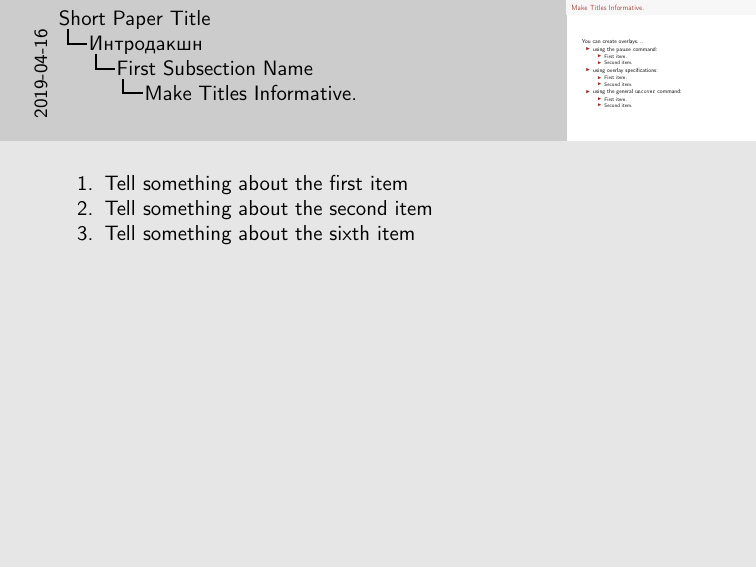 2019-04-16
Short Paper Title
Интродакшн
First Subsection Name
Make Titles Informative.
Make Titles Informative.
You can create overlays...
using the pause command:
First item.
Second item.
using overlay specifications:
First item.
Second item.
using the general uncover command:
First item.
Second item.
1. Tell something about the first item
2. Tell something about the second item
3. Tell something about the sixth item